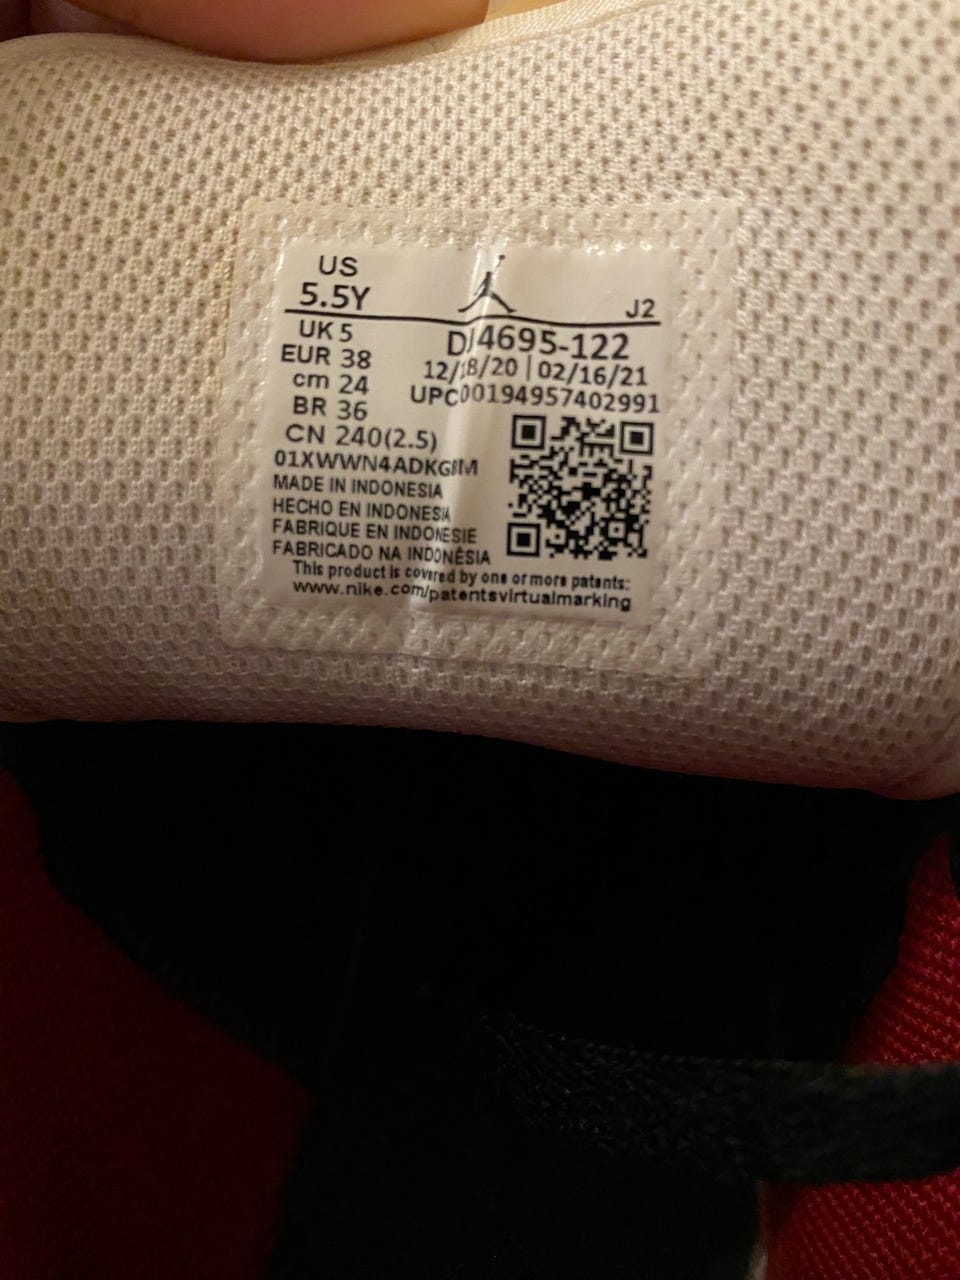 US
5.5Y
J2
UK 5
DJ4695-122
EUR 38
12/18/20 | 02/16/21
cm 24
UPC00194957402991
BR 36
CN 240(2.5)
01XWWN4ADKG8M
MADE IN INDONESIA
HECHO EN INDONESIA
FABRIQUE EN INDONESIE
FABRICADO NA INDONÉSIA
This product is covered by one or more patents:
www.nike.com/patentsvirtualmarking